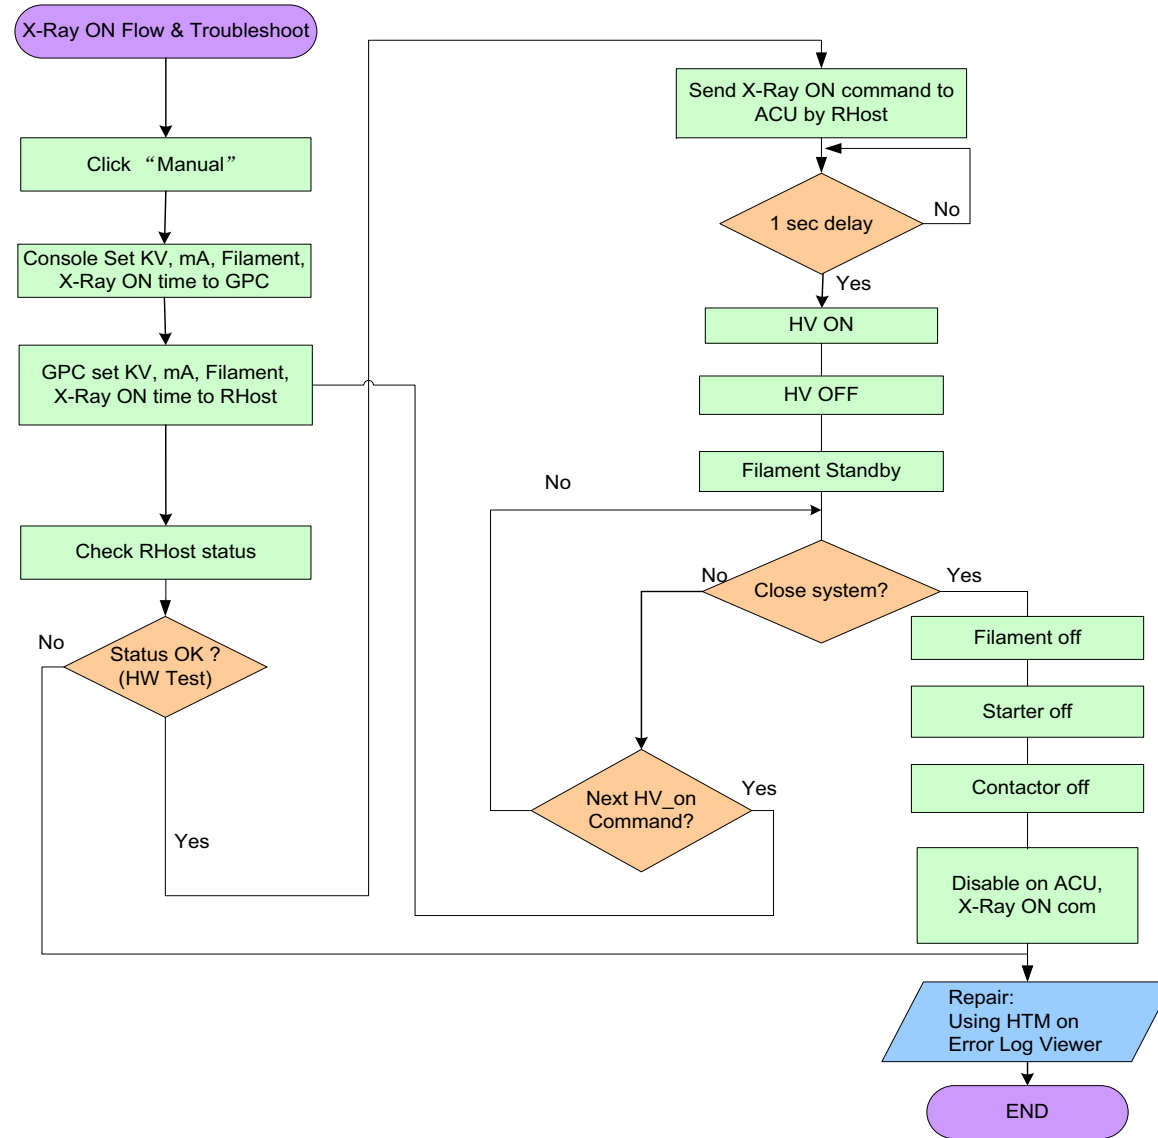 X-Ray ON Flow & Troubleshoot
Click “Manual”
Console Set KV, mA, Filament,
X-Ray ON time to GPC
GPC set KV, mA, Filament,
X-Ray ON time to RHost
Check RHost status
No
Status OK ?
(HW Test)
Yes
Send X-Ray ON command to
ACU by RHost
1 sec delay
No
Yes
HV ON
HV OFF
Filament Standby
No
No
Close system?
Yes
Next HV_on
Command?
Yes
Filament off
Starter off
Contactor off
Disable on ACU,
X-Ray ON com
Repair:
Using HTM on
Error Log Viewer
END